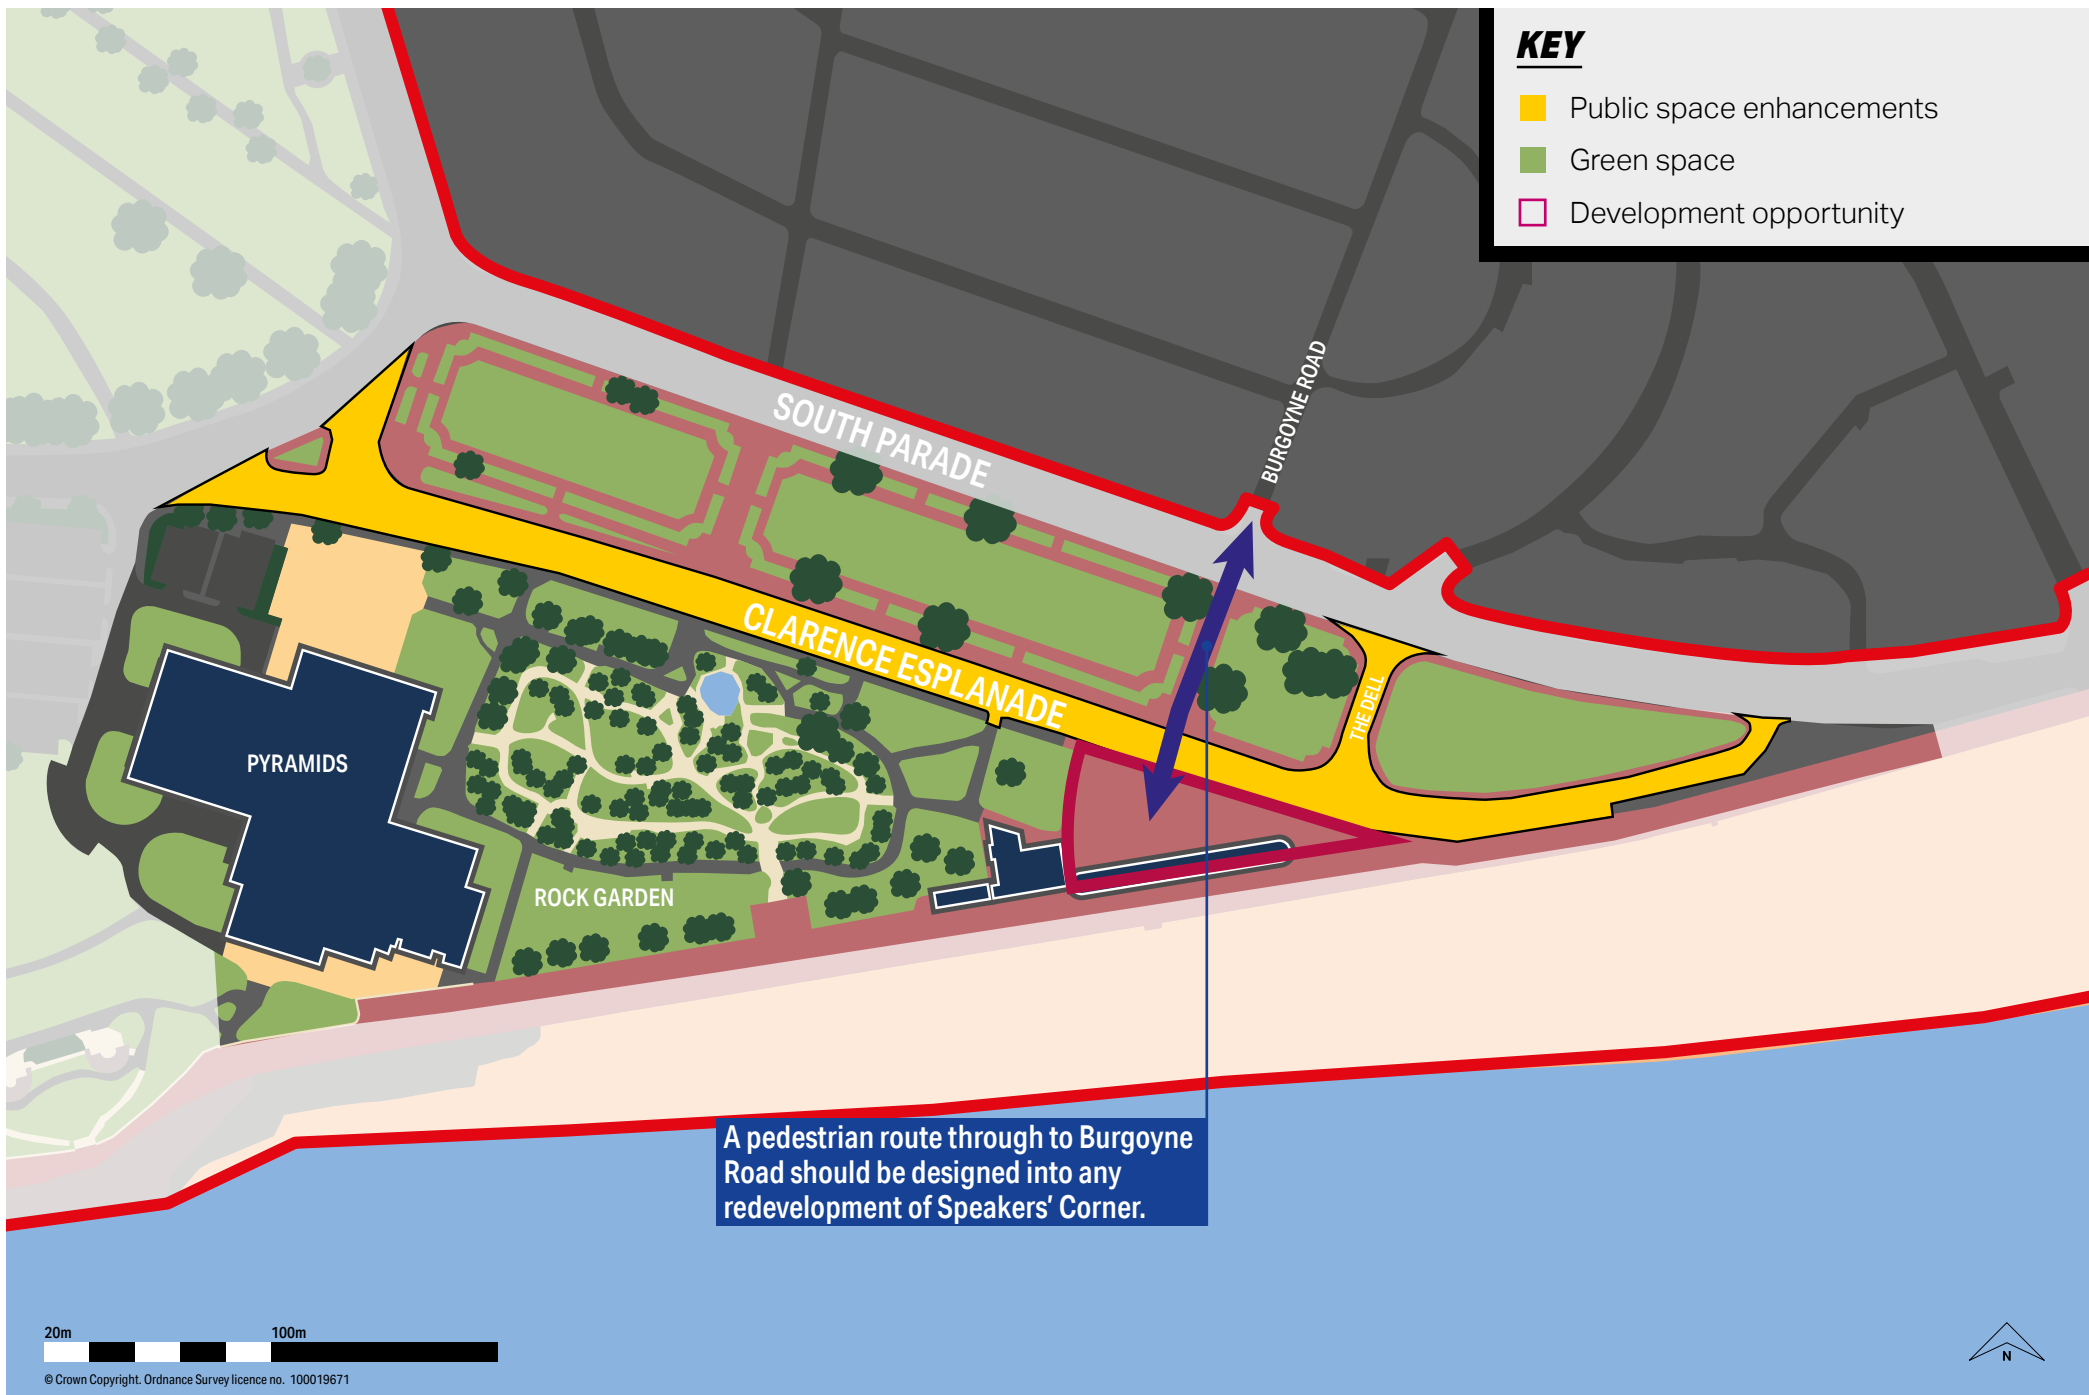 KEY
Public space enhancements
Green space
Development opportunity
SOUTH PARADE
BURGOYNE ROAD
CLARENCE ESPLANADE
THE DELL
PYRAMIDS
ROCK GARDEN
A pedestrian route through to Burgoyne
Road should be designed into any
redevelopment of Speakers' Corner.
20m 100m
© Crown Copyright. Ordnance Survey licence no. 100019671
N